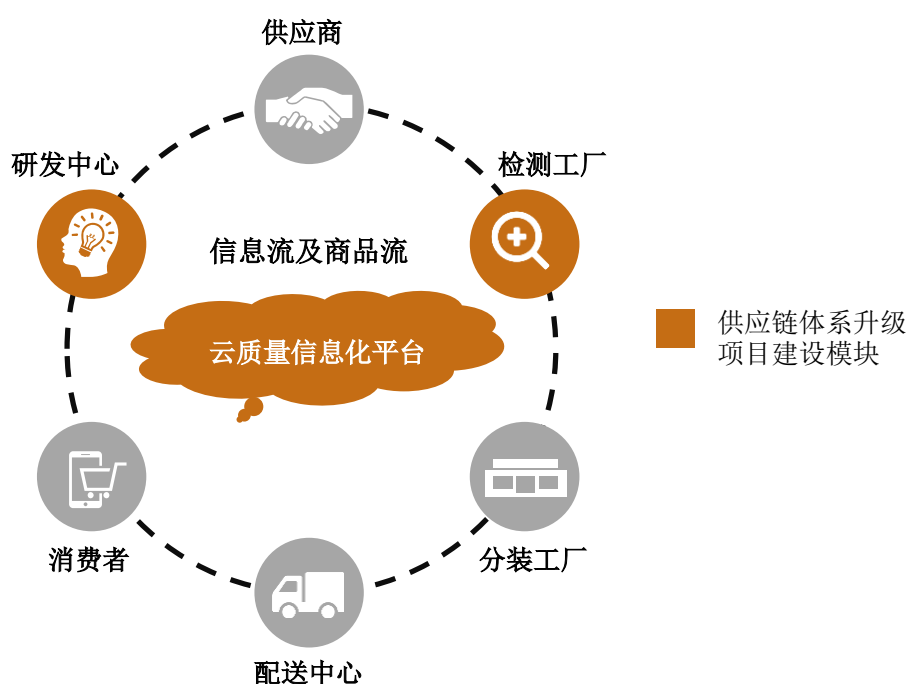 供应商
研发中心
检测工厂
信息流及商品流
云质量信息化平台
供应链体系升级
项目建设模块
消费者
分装工厂
配送中心